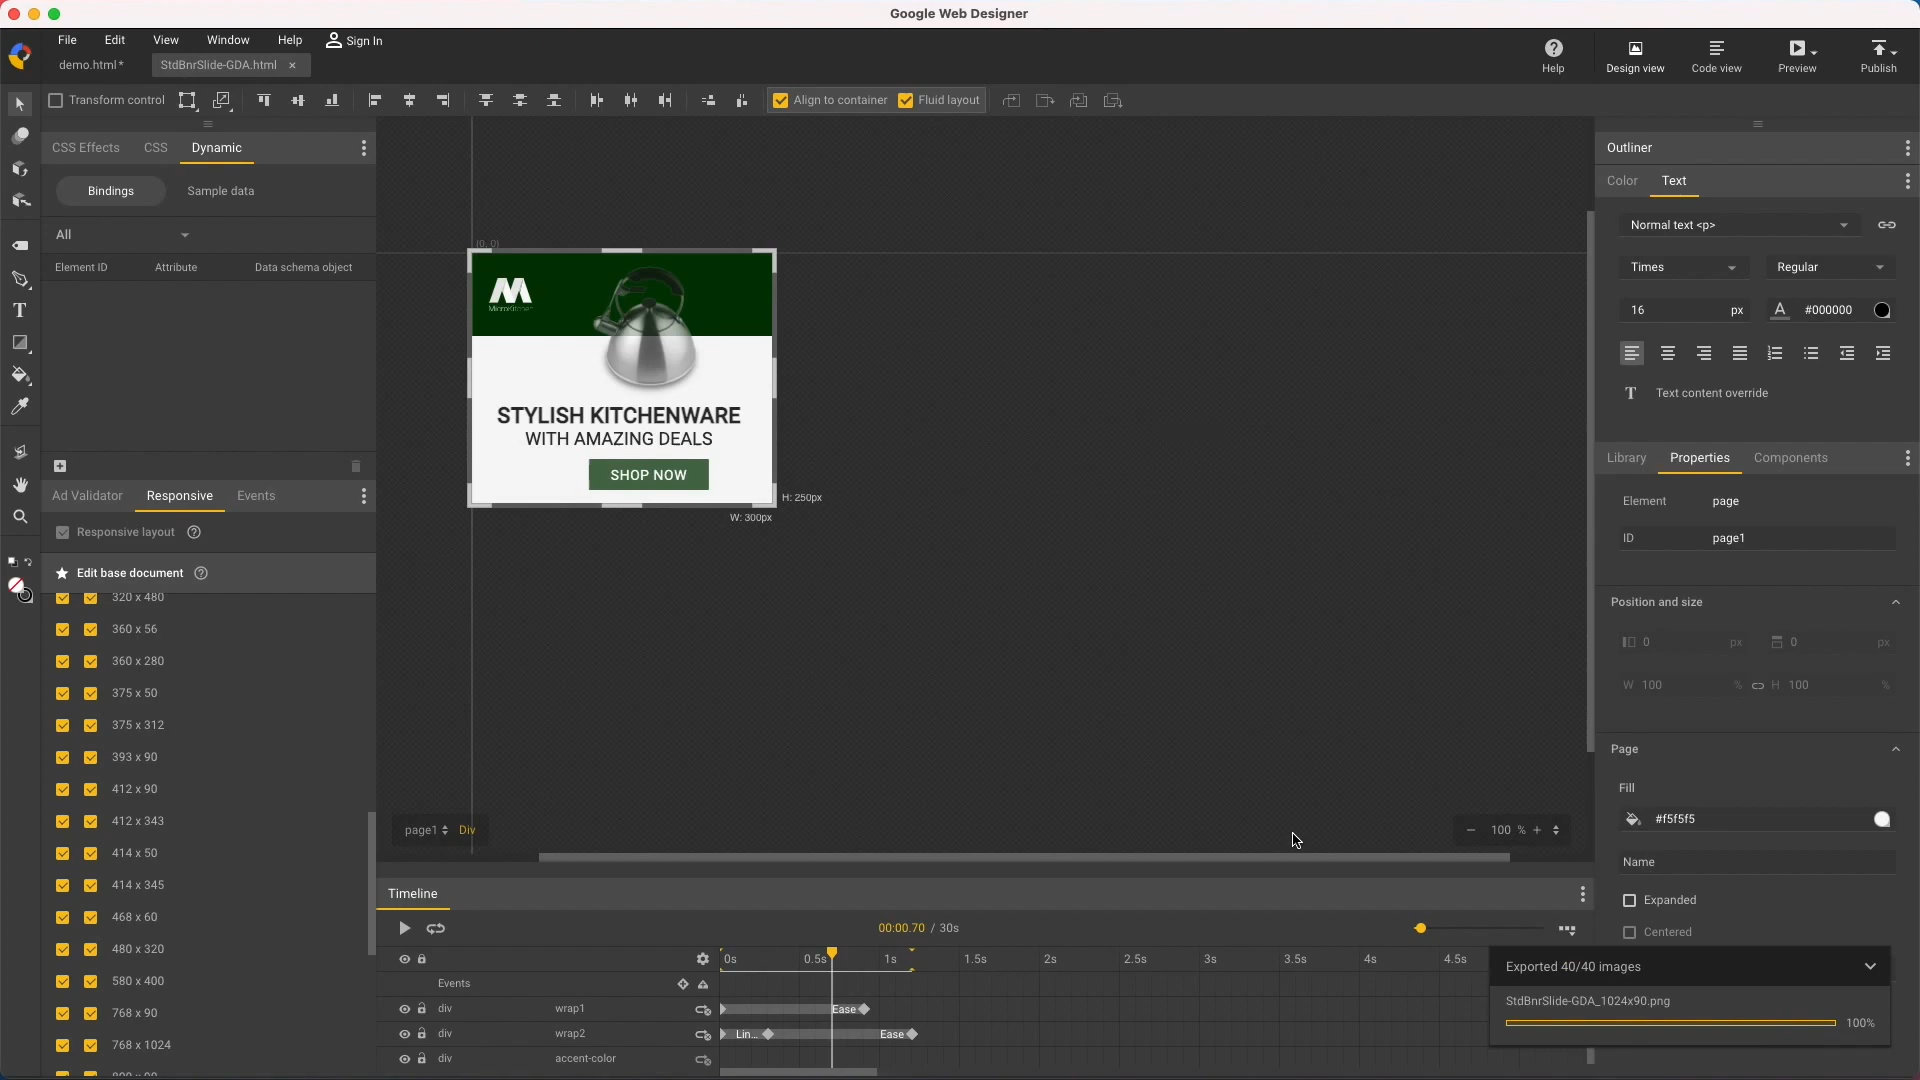 Google Web Designer
File Edit View Window Help Sign In
demo.html* StdBnrSlide-GDA.html
Help Design view Code view Preview Publish
Transform control Align to container Fluid layout
CSS Effects CSS Dynamic
Bindings Sample data
All
Element ID Attribute Data schema object
Ad Validator Responsive Events
Responsive layout
Edit base document
320 x 480
360 x 56
360 x 280
375 x 50
375 x 312
393 x 90
412 x 90
412 x 343
414 x 50
414 x 345
468 x 60
480 x 320
580 x 400
768 x 90
768 x 1024
(0, 0)
MicroKitchen
STYLISH KITCHENWARE
WITH AMAZING DEALS
SHOP NOW
H: 250px
W: 300px
page1 Div
100 %
Timeline
00:00.70 / 30s
0s 0.5s 1s 1.5s 2s 2.5s 3s 3.5s 4s 4.5s
Events
div wrap1 Ease
div wrap2 Lin... Ease
div accent-color
Outliner
Color Text
Normal text <p>
Times Regular
16 px A #000000
Text content override
Library Properties Components
Element page
ID page1
Position and size
0 px 0 px
W 100 % H 100 %
Page
Fill
#f5f5f5
Name
Expanded
Centered
Exported 40/40 images
StdBnrSlide-GDA_1024x90.png
100%